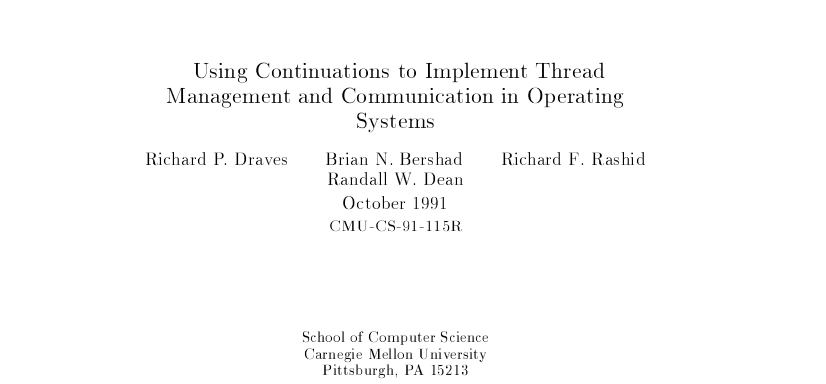 Using Continuations to Implement Thread
Management and Communication in Operating
Systems
Richard P. Draves Brian N. Bershad Richard F. Rashid
Randall W. Dean
October 1991
CMU-CS-91-115R
School of Computer Science
Carnegie Mellon University
Pittsburgh, PA 15213